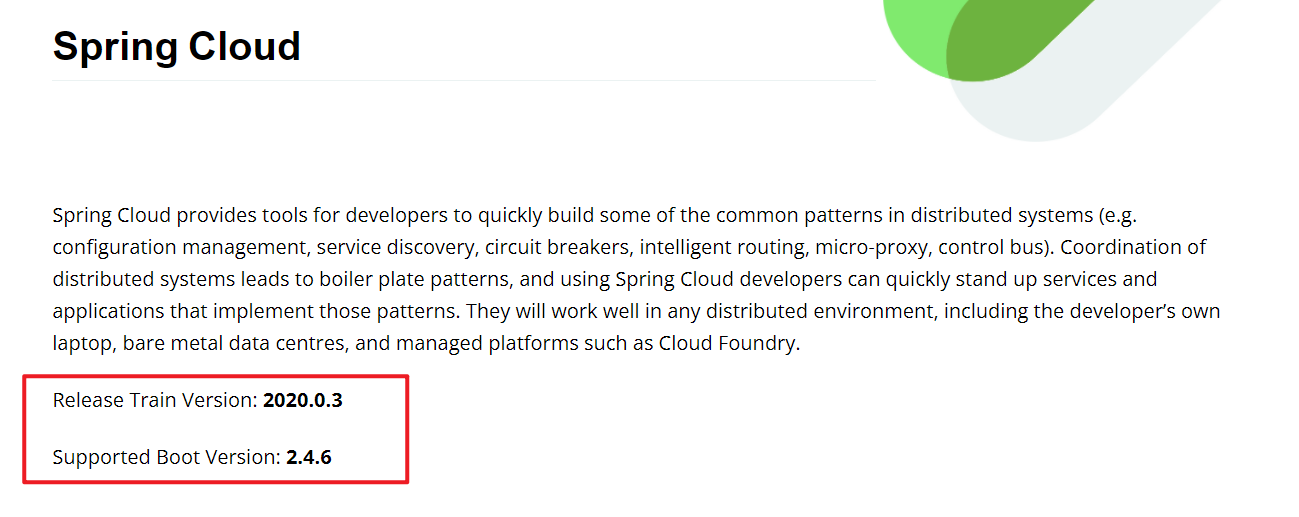 Spring Cloud
Spring Cloud provides tools for developers to quickly build some of the common patterns in distributed systems (e.g.
configuration management, service discovery, circuit breakers, intelligent routing, micro-proxy, control bus). Coordination of
distributed systems leads to boiler plate patterns, and using Spring Cloud developers can quickly stand up services and
applications that implement those patterns. They will work well in any distributed environment, including the developer’s own
laptop, bare metal data centres, and managed platforms such as Cloud Foundry.
Release Train Version: 2020.0.3
Supported Boot Version: 2.4.6